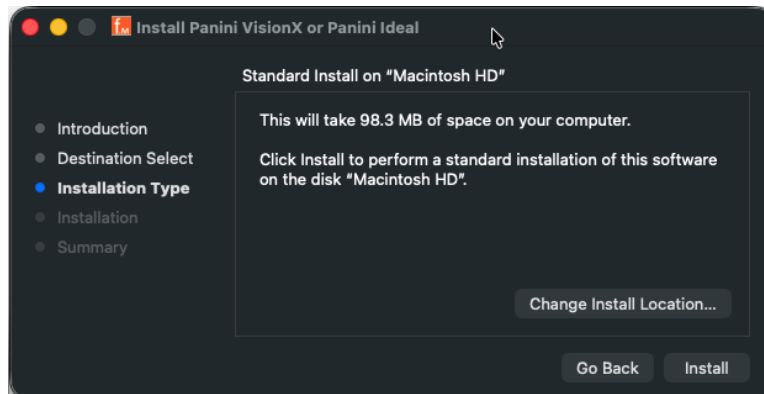 fM Install Panini VisionX or Panini Ideal
Standard Install on “Macintosh HD”
Introduction
Destination Select
Installation Type
Installation
Summary
This will take 98.3 MB of space on your computer.
Click Install to perform a standard installation of this software
on the disk “Macintosh HD”.
Change Install Location...
Go Back
Install